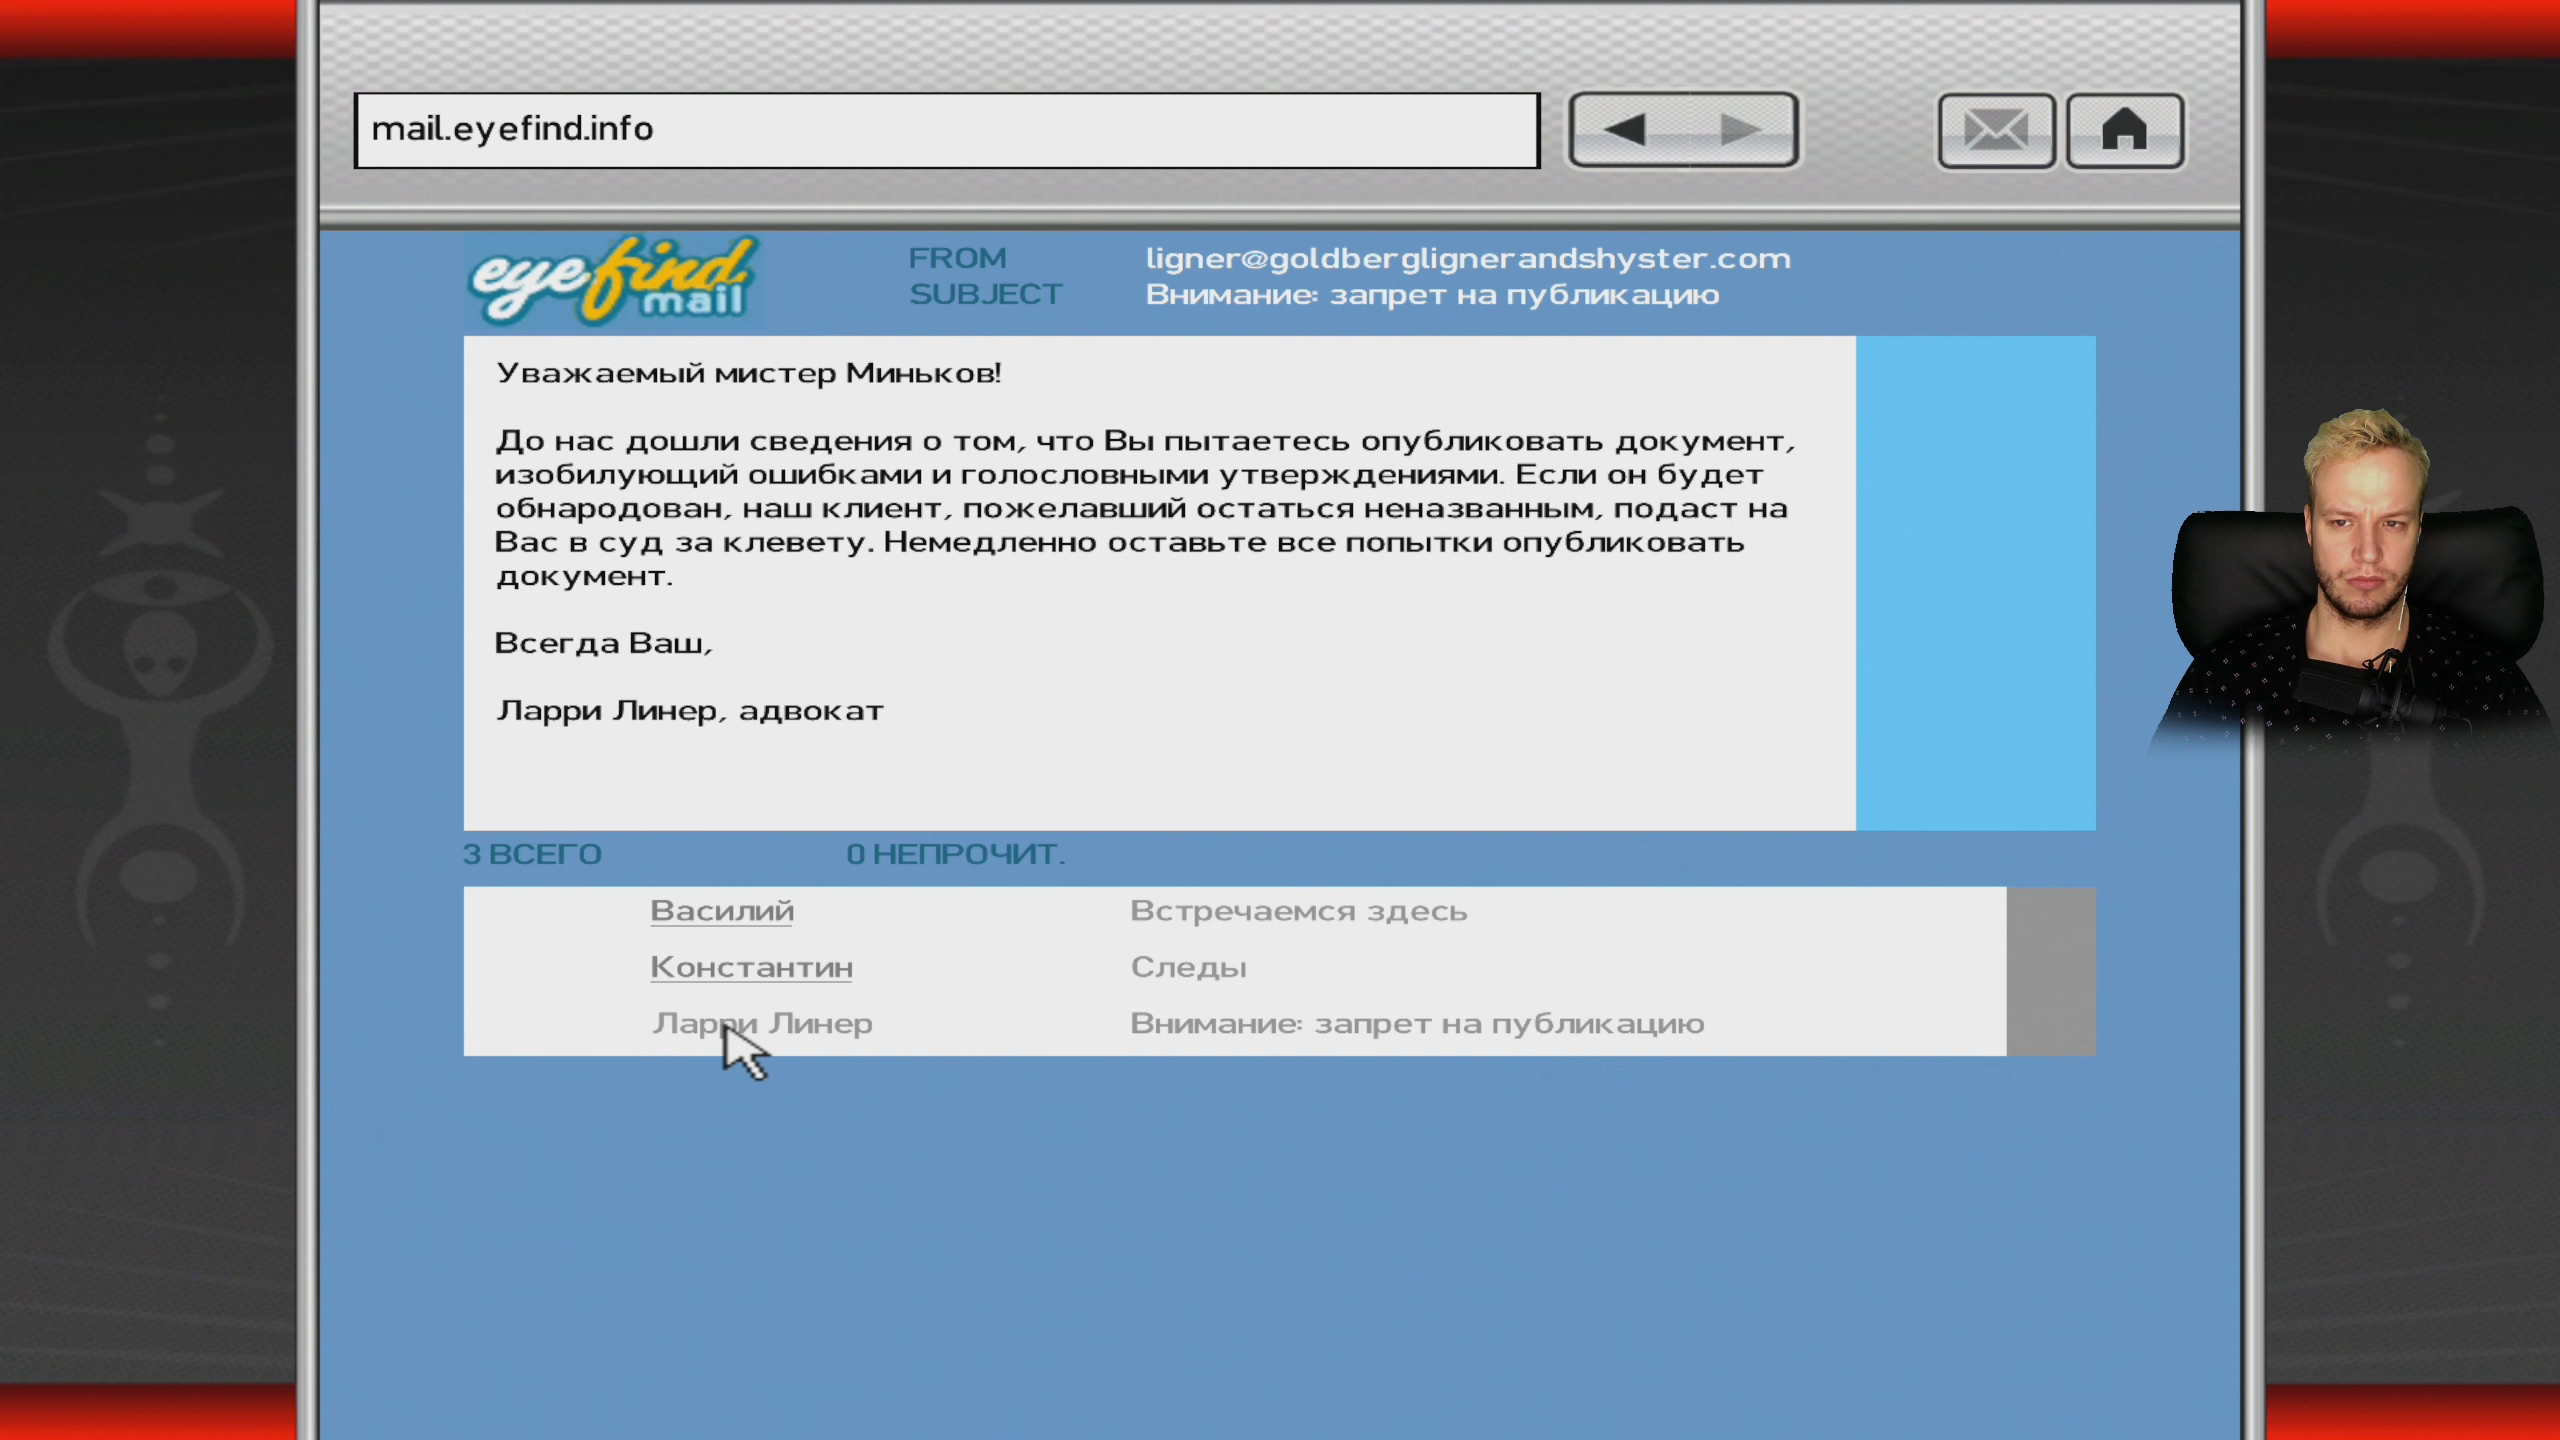 mail.eyefind.info
eyefind
mail
FROM ligner@goldberglignerandshyster.com
SUBJECT Внимание: запрет на публикацию
Уважаемый мистер Миньков!
До нас дошли сведения о том, что Вы пытаетесь опубликовать документ,
изобилующий ошибками и голословными утверждениями. Если он будет
обнародован, наш клиент, пожелавший остаться неназванным, подаст на
Вас в суд за клевету. Немедленно оставьте все попытки опубликовать
документ.
Всегда Ваш,
Ларри Линер, адвокат
3 ВСЕГО 0 НЕПРОЧИТ.
Василий Встречаемся здесь
Константин Следы
Ларри Линер Внимание: запрет на публикацию